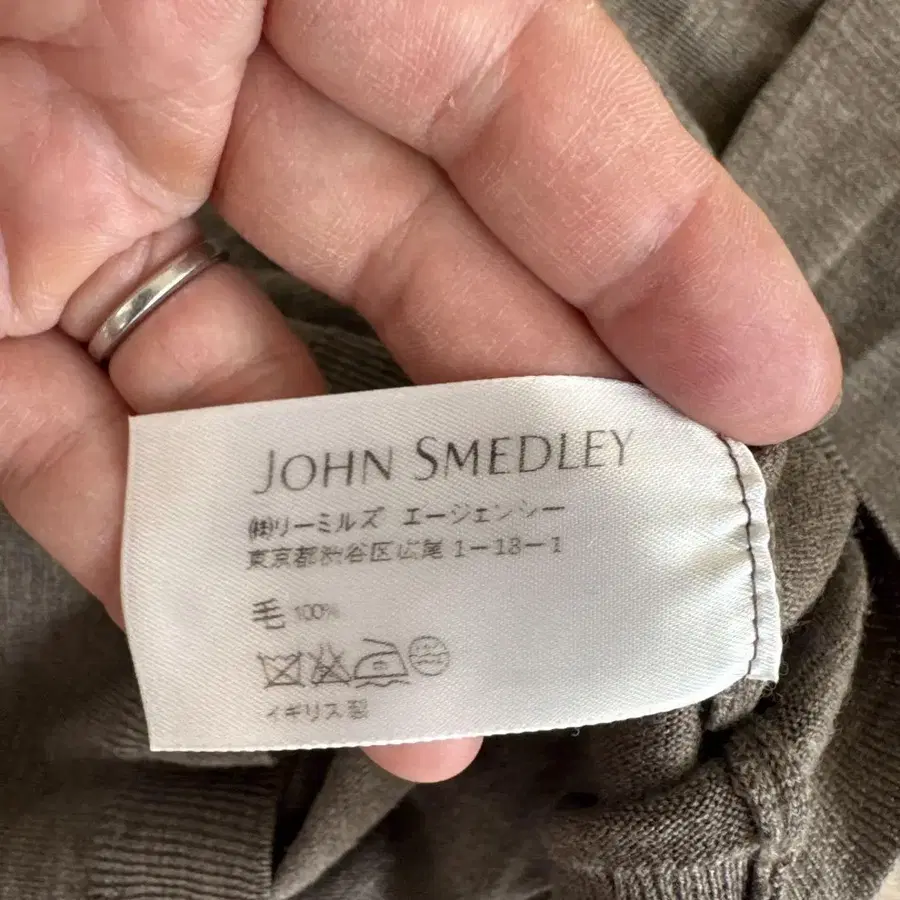 JOHN SMEDLEY
㈱リーミルズ エージェンシー
東京都渋谷区広尾 1-18-1
毛 100%
イギリス製